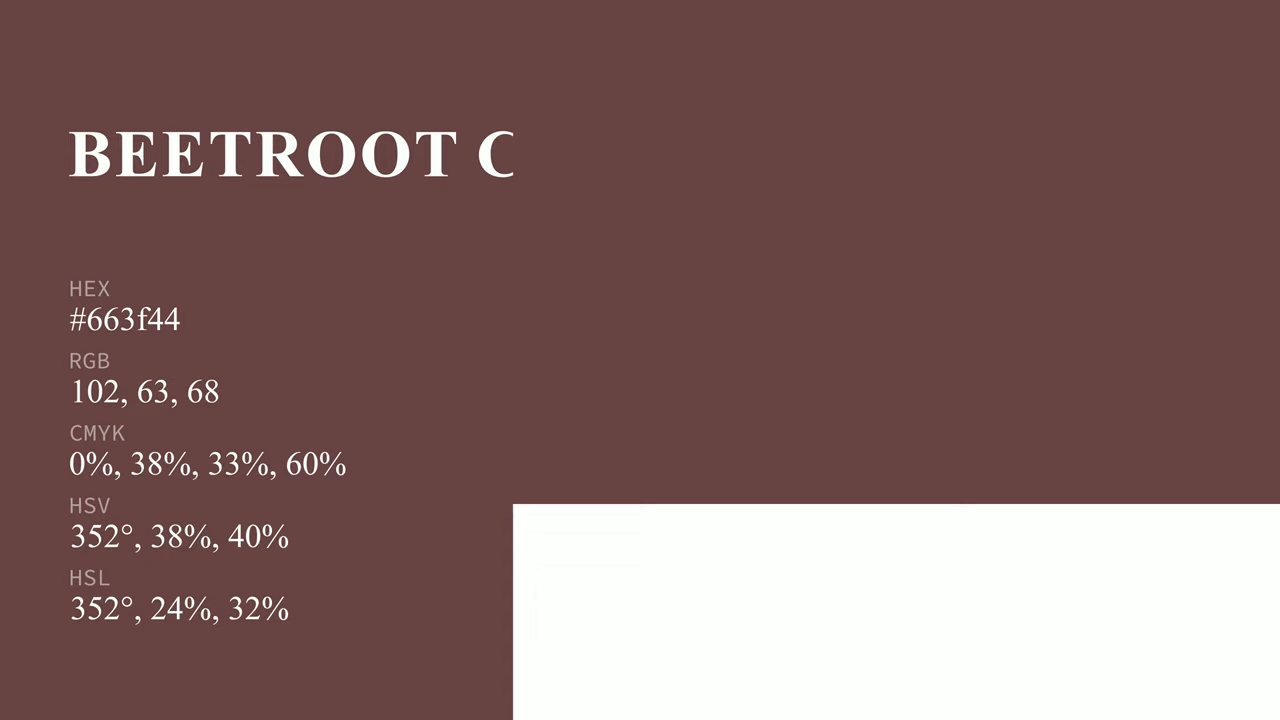 BEETROOT
HEX
#663f44
RGB
102, 63, 68
CMYK
0%, 38%, 33%, 60%
HSV
352°, 38%, 40%
HSL
352°, 24%, 32%